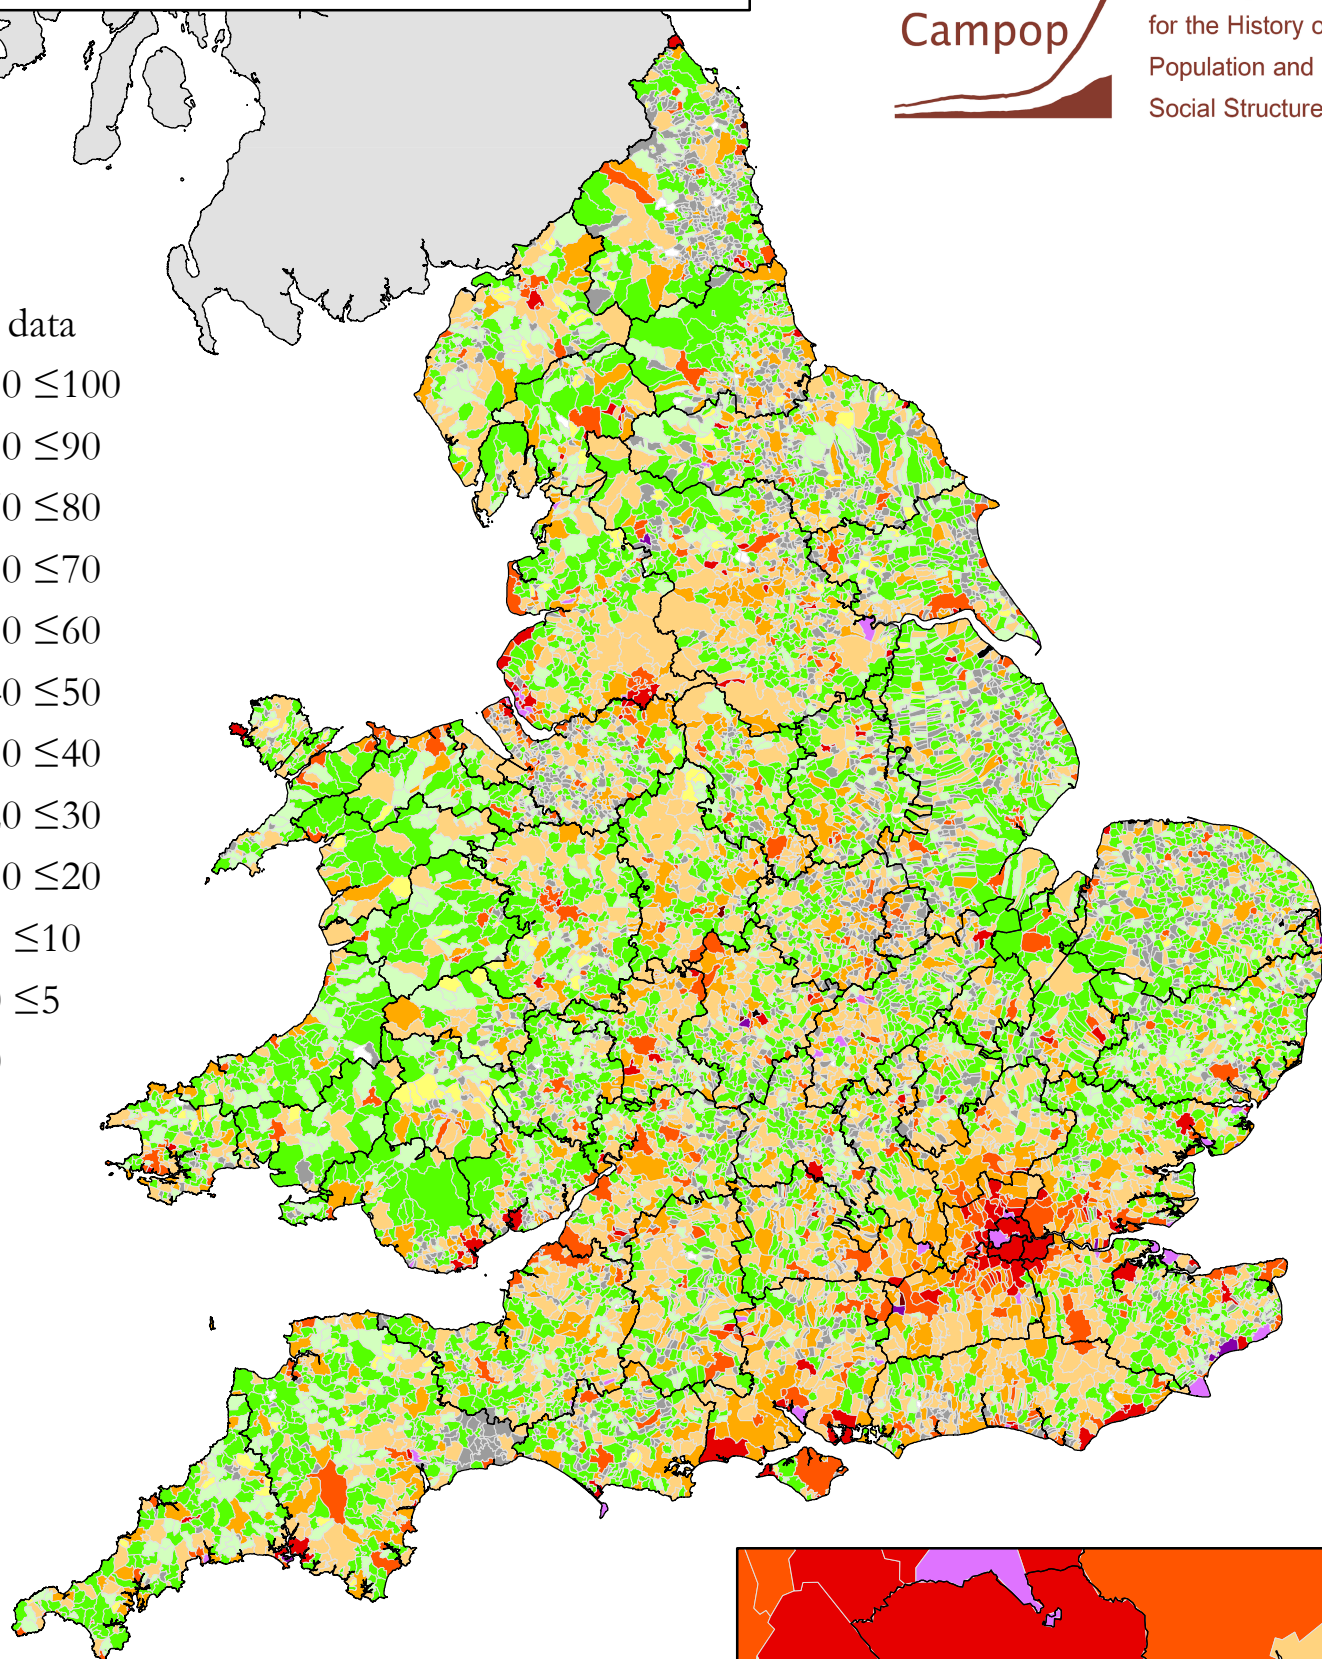 Campop
for the History o
Population and
Social Structure
data
0 ≤100
0 ≤90
0 ≤80
0 ≤70
0 ≤60
0 ≤50
0 ≤40
0 ≤30
0 ≤20
≤10
≤5